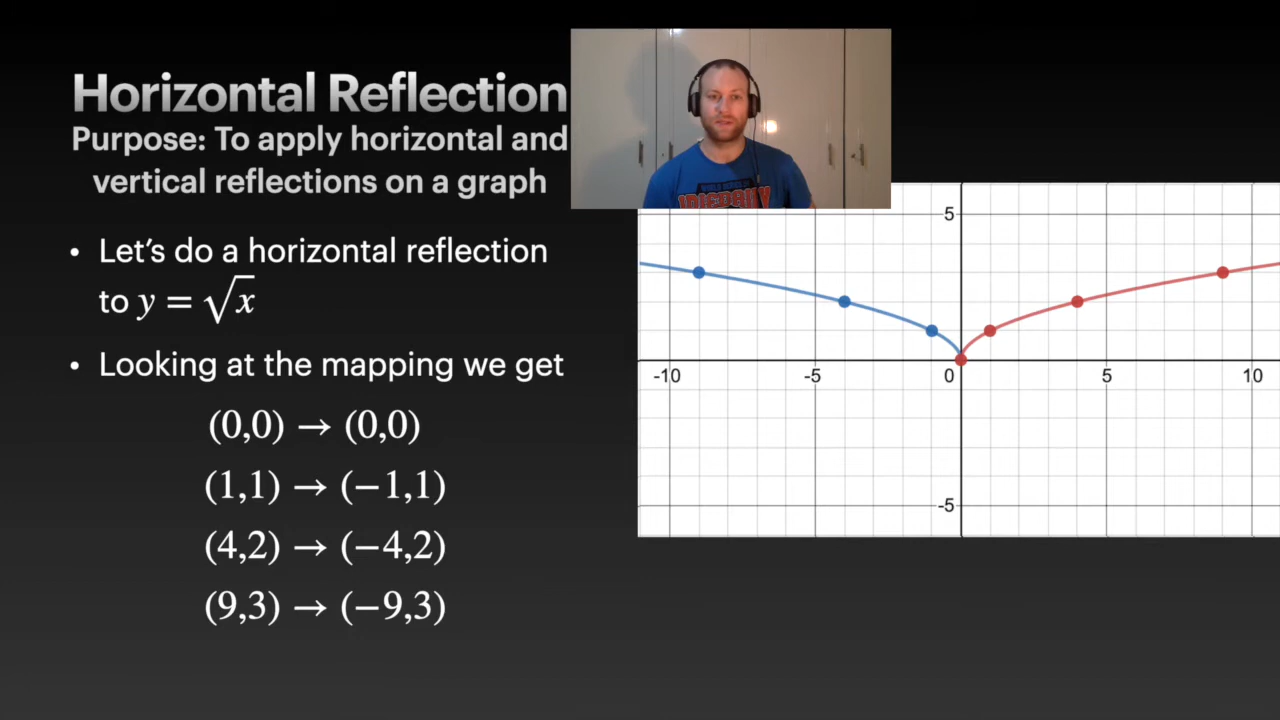 Horizontal Reflection
Purpose: To apply horizontal and
vertical reflections on a graph
• Let's do a horizontal reflection
to y = √x
• Looking at the mapping we get
(0,0) → (0,0)
(1,1) → (−1,1)
(4,2) → (−4,2)
(9,3) → (−9,3)
5
-10 -5 0 5 10
-5